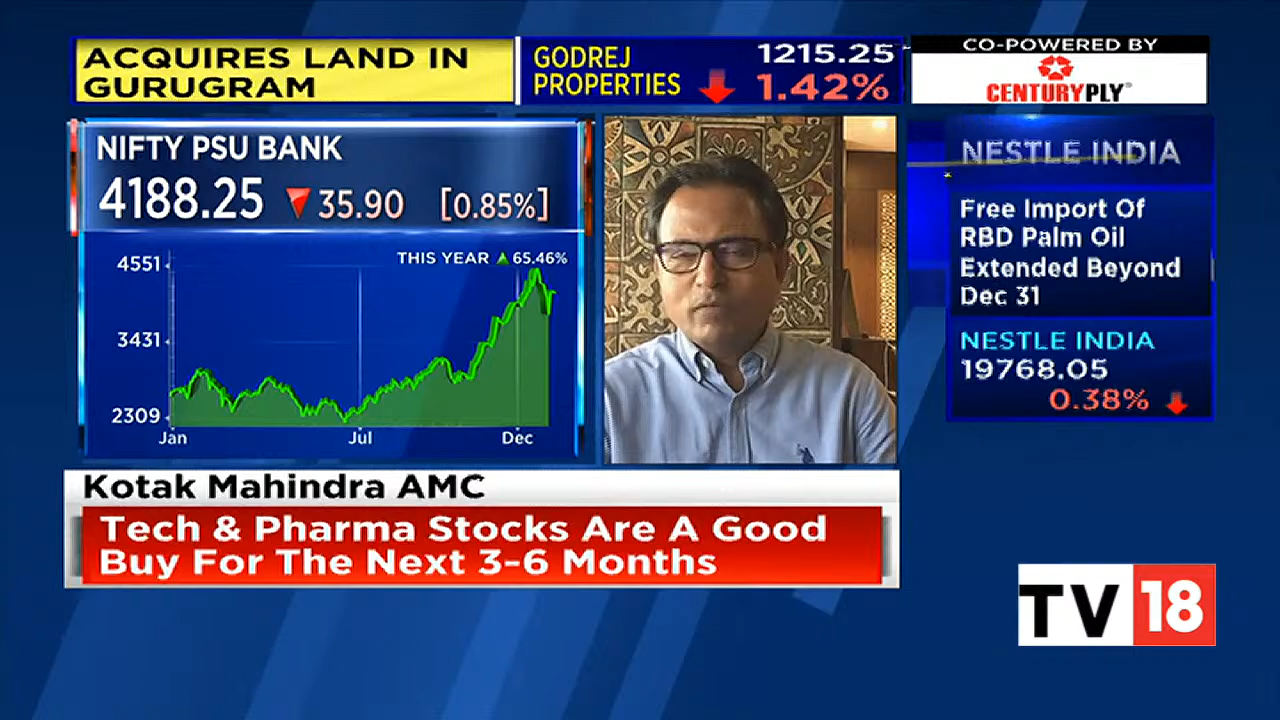 ACQUIRES LAND IN
GURUGRAM
GODREJ
PROPERTIES
1215.25
1.42%
CO-POWERED BY
CENTURYPLY®
NIFTY PSU BANK
4188.25 35.90 [0.85%]
THIS YEAR 65.46%
4551
3431
2309
Jan Jul Dec
NESTLE INDIA
Free Import Of
RBD Palm Oil
Extended Beyond
Dec 31
NESTLE INDIA
19768.05
0.38%
Kotak Mahindra AMC
Tech & Pharma Stocks Are A Good
Buy For The Next 3-6 Months
TV18